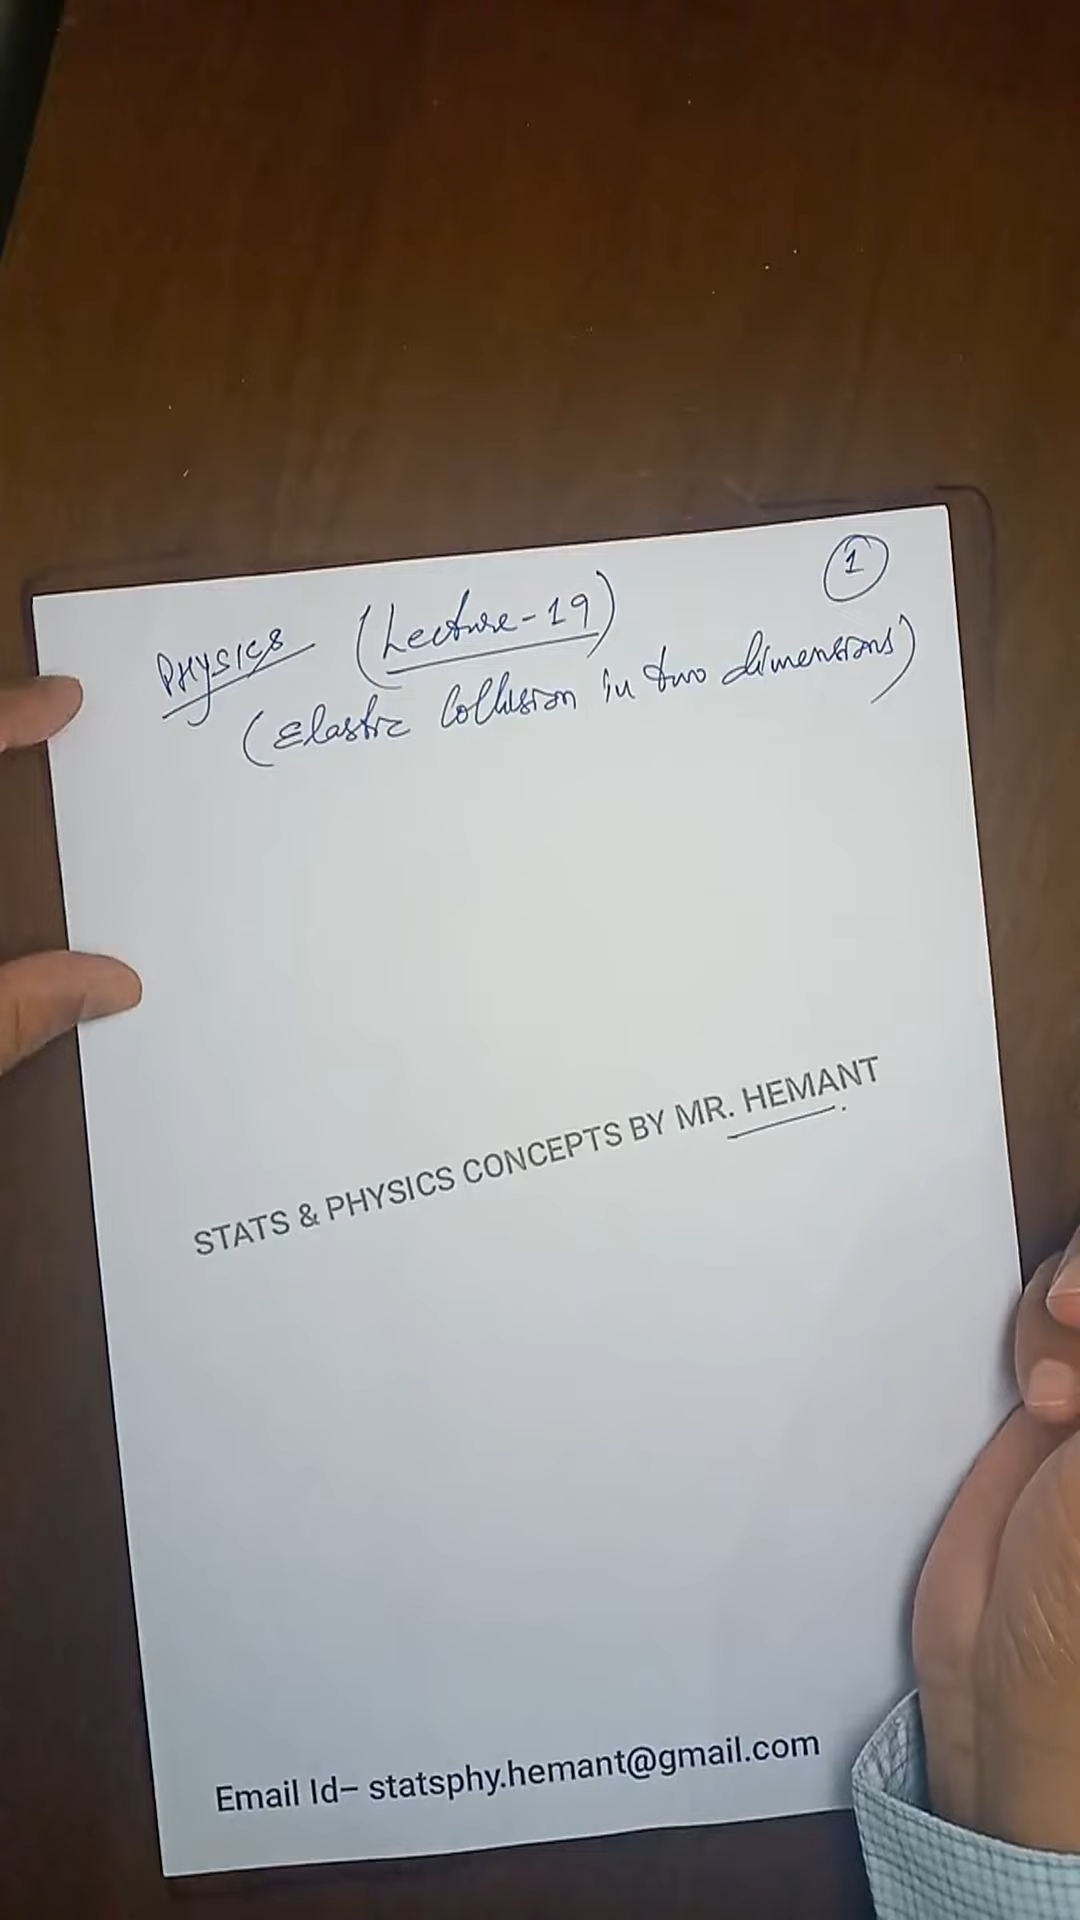 1
Physics (Lecture-19)
(Elastic Collision in two dimensions)
STATS & PHYSICS CONCEPTS BY MR. HEMANT
Email Id– statsphy.hemant@gmail.com